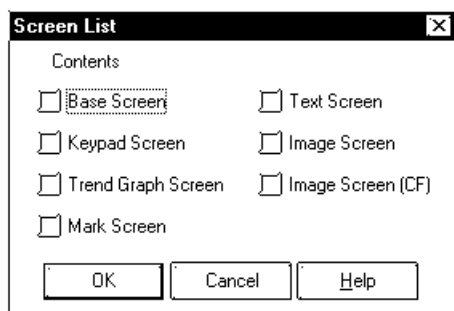 Screen List
Contents
Base Screen Text Screen
Keypad Screen Image Screen
Trend Graph Screen Image Screen (CF)
Mark Screen
OK Cancel Help